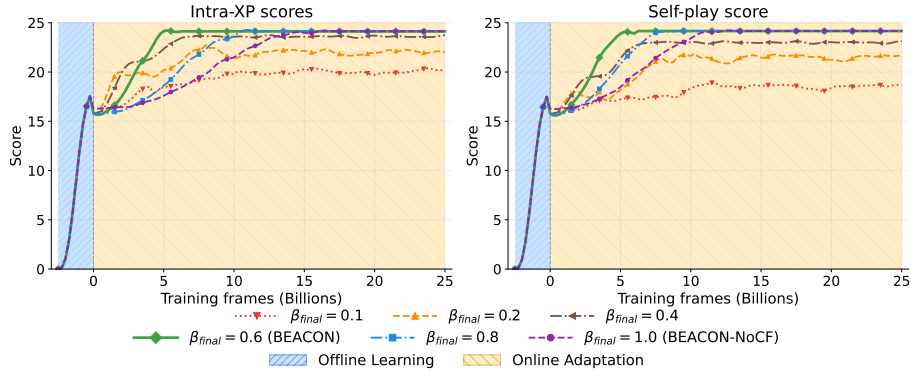 Intra-XP scores
Self-play score
25
20
15
10
5
0
Score
0 5 10 15 20 25
Training frames (Billions)
25
20
15
10
5
0
Score
0 5 10 15 20 25
Training frames (Billions)
β_final = 0.1
β_final = 0.2
β_final = 0.4
β_final = 0.6 (BEACON)
β_final = 0.8
β_final = 1.0 (BEACON-NoCF)
Offline Learning
Online Adaptation